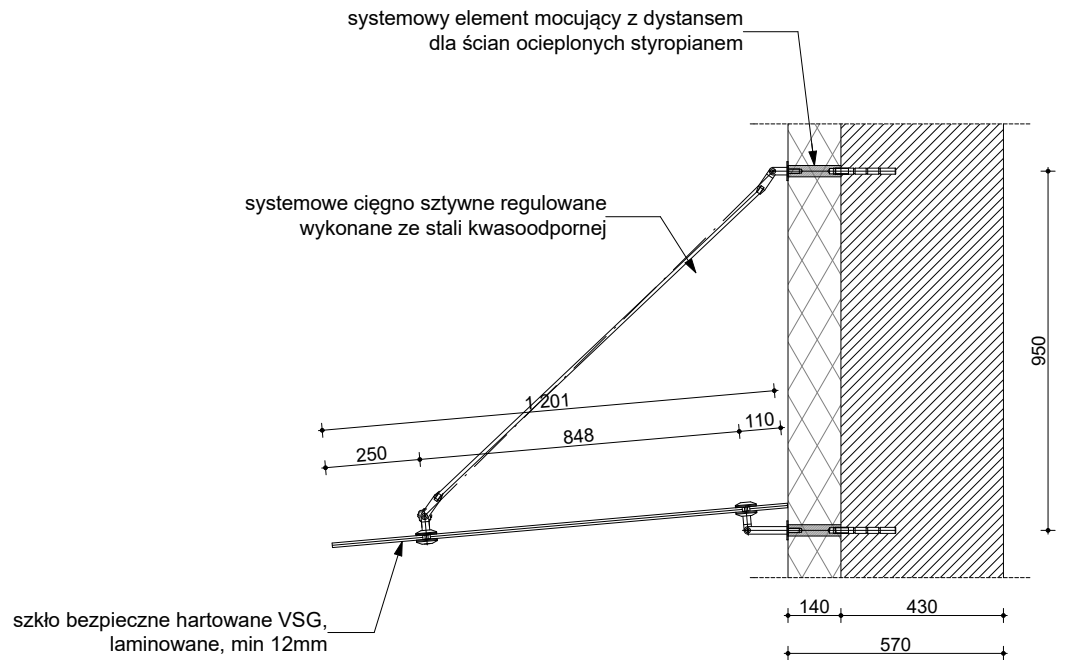 systemowy element mocujący z dystansem
dla ścian ocieplonych styropianem
systemowe cięgno sztywne regulowane
wykonane ze stali kwasoodpornej
950
1 201
250
848
110
szkło bezpieczne hartowane VSG,
laminowane, min 12mm
140
430
570